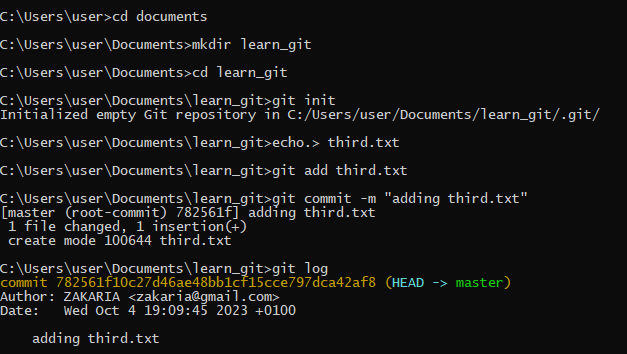 C:\Users\user>cd documents
C:\Users\user\Documents>mkdir learn_git
C:\Users\user\Documents>cd learn_git
C:\Users\user\Documents\learn_git>git init
Initialized empty Git repository in C:/Users/user/Documents/learn_git/.git/
C:\Users\user\Documents\learn_git>echo.> third.txt
C:\Users\user\Documents\learn_git>git add third.txt
C:\Users\user\Documents\learn_git>git commit -m "adding third.txt"
[master (root-commit) 782561f] adding third.txt
 1 file changed, 1 insertion(+)
 create mode 100644 third.txt
C:\Users\user\Documents\learn_git>git log
commit 782561f10c27d46ae48bb1cf15cce797dca42af8 (HEAD -> master)
Author: ZAKARIA <zakaria@gmail.com>
Date:   Wed Oct 4 19:09:45 2023 +0100
    adding third.txt